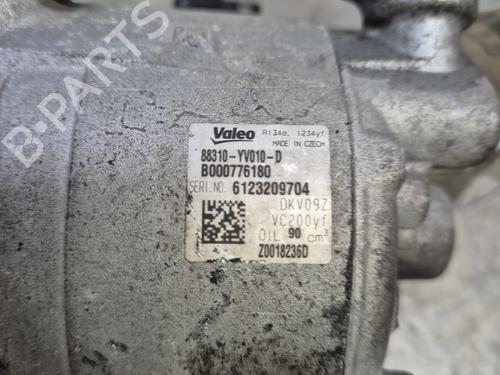 Valeo R134a, 1234yf
MADE IN CZECH
88310-YV010-D
B000776180
SERI.NO. 6123209704
DKV09Z
VC200yf
OIL 90 cm³
Z0018236D
B-PARTS